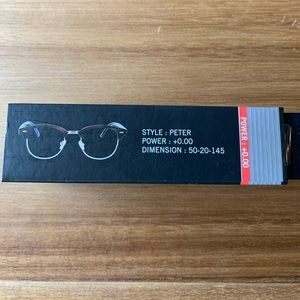 STYLE : PETER
POWER : +0.00
DIMENSION : 50-20-145
POWER : +0.00